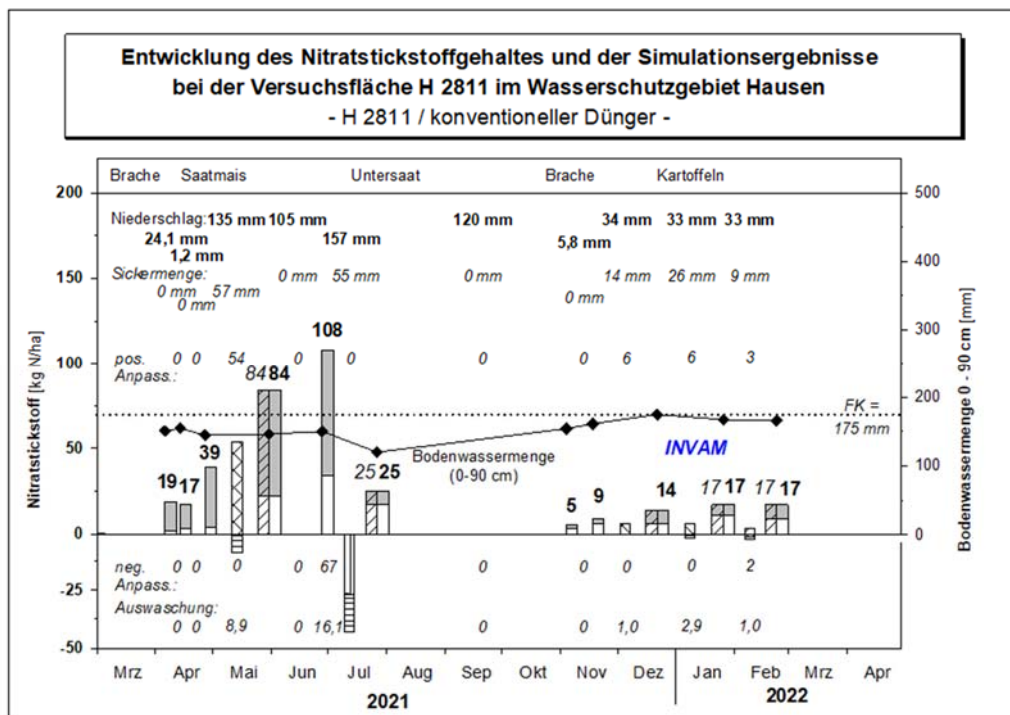 Entwicklung des Nitratstickstoffgehaltes und der Simulationsergebnisse
bei der Versuchsfläche H 2811 im Wasserschutzgebiet Hausen
- H 2811 / konventioneller Dünger -
Brache Saatmais Untersaat Brache Kartoffeln
200 500
Niederschlag: 135 mm 105 mm 120 mm 34 mm 33 mm 33 mm
24,1 mm 157 mm 5,8 mm
1,2 mm
150 400
Sickermenge: 0 mm 55 mm 0 mm 14 mm 26 mm 9 mm
0 mm 57 mm 0 mm
0 mm
108
300
pos. 0 0 54 0 0 0 0 6 6 3
100
Anpass.:
84 84
200
FK =
175 mm
50
39
INVAM
Bodenwassermenge
(0-90 cm)
25 25
100
19 17 5 9 14 17 17 17 17
0 0
neg. 0 0 0 0 67 0 0 0 0 2
Anpass.:
-25
Auswaschung:
0 0 8,9 0 16,1 0 0 1,0 2,9 1,0
-50
Mrz Apr Mai Jun Jul Aug Sep Okt Nov Dez Jan Feb Mrz Apr
2021 2022
Nitratstickstoff [kg N/ha]
Bodenwassermenge 0 - 90 cm [mm]